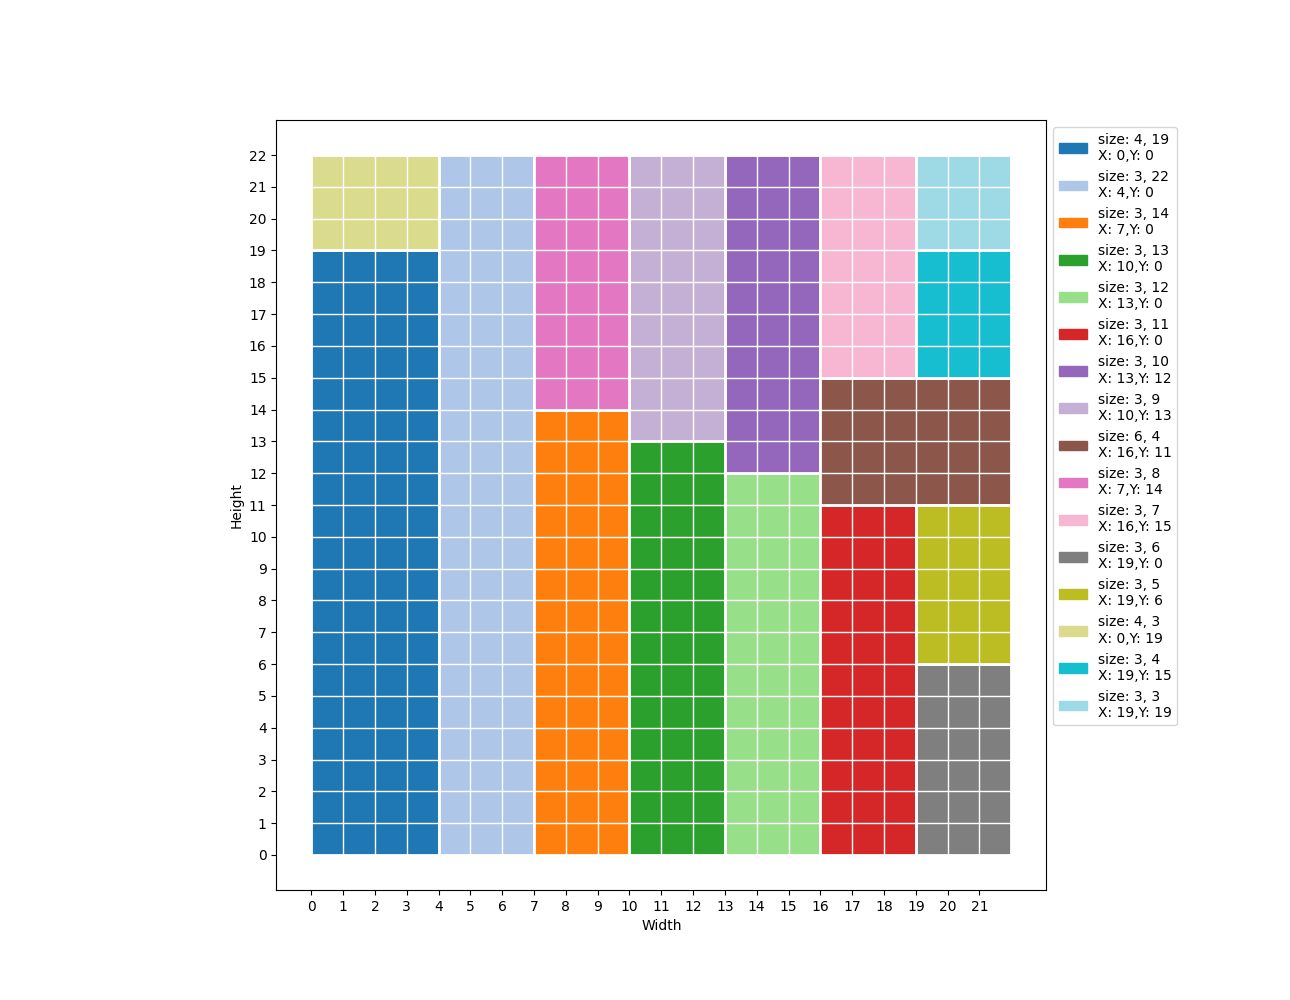 22
21
20
19
18
17
16
15
14
13
12
11
10
9
8
7
6
5
4
3
2
1
0
Height
0 1 2 3 4 5 6 7 8 9 10 11 12 13 14 15 16 17 18 19 20 21
Width
size: 4, 19
X: 0,Y: 0
size: 3, 22
X: 4,Y: 0
size: 3, 14
X: 7,Y: 0
size: 3, 13
X: 10,Y: 0
size: 3, 12
X: 13,Y: 0
size: 3, 11
X: 16,Y: 0
size: 3, 10
X: 13,Y: 12
size: 3, 9
X: 10,Y: 13
size: 6, 4
X: 16,Y: 11
size: 3, 8
X: 7,Y: 14
size: 3, 7
X: 16,Y: 15
size: 3, 6
X: 19,Y: 0
size: 3, 5
X: 19,Y: 6
size: 4, 3
X: 0,Y: 19
size: 3, 4
X: 19,Y: 15
size: 3, 3
X: 19,Y: 19